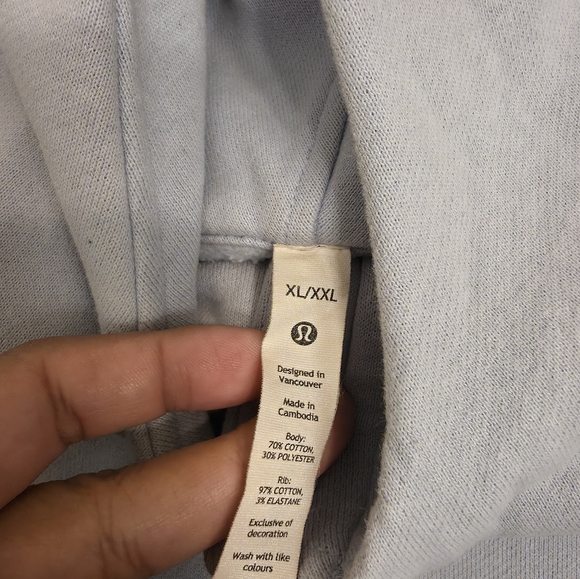 XL/XXL
Designed in
Vancouver
Made in
Cambodia
Body:
70% COTTON,
30% POLYESTER
Rib:
97% COTTON,
3% ELASTANE
Exclusive of
decoration
Wash with like
colours